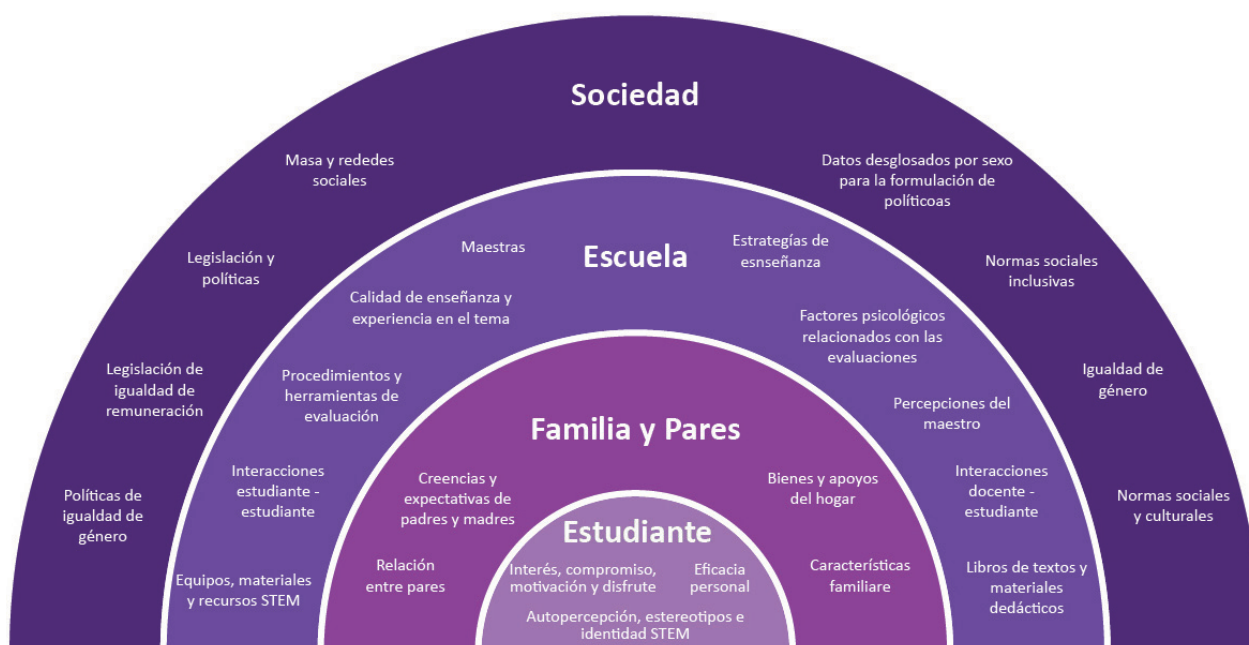 Sociedad
Masa y rededes
sociales
Datos desglosados por sexo
para la formulación de
polítícoas
Legislación y
políticas
Normas sociales
inclusivas
Legislación de
igualdad de
remuneración
Igualdad de
género
Políticas de
igualdad de
género
Normas sociales
y culturales
Escuela
Maestras
Estrategías de
esnseñanza
Calidad de enseñanza y
experiencia en el tema
Factores psicológicos
relacionados con las
evaluaciones
Procedimientos y
herramientas de
evaluación
Percepciones del
maestro
Interacciones
estudiante -
estudiante
Interacciones
docente -
estudiante
Equipos, materiales
y recursos STEM
Libros de textos y
materiales
dedácticos
Familia y Pares
Creencias y
expectativas de
padres y madres
Bienes y apoyos
del hogar
Relación
entre pares
Características
familiare
Estudiante
Interés, compromiso,
motivación y disfrute
Eficacia
personal
Autopercepción, estereotipos e
identidad STEM